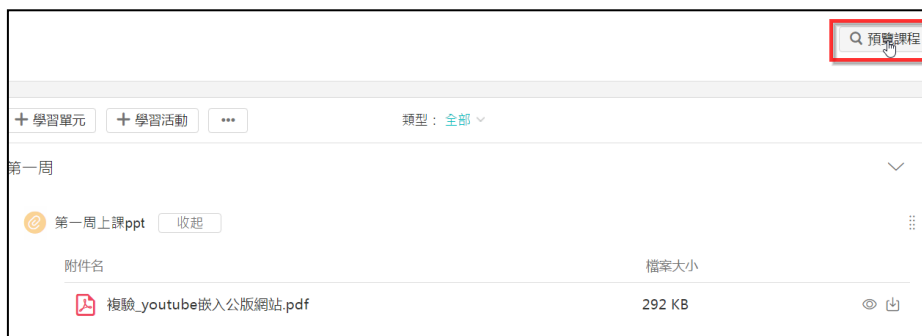 預覽課程
學習單元 學習活動 ••• 類型： 全部
第一周
第一周上課ppt 收起
附件名 檔案大小
複驗_youtube嵌入公版網站.pdf 292 KB